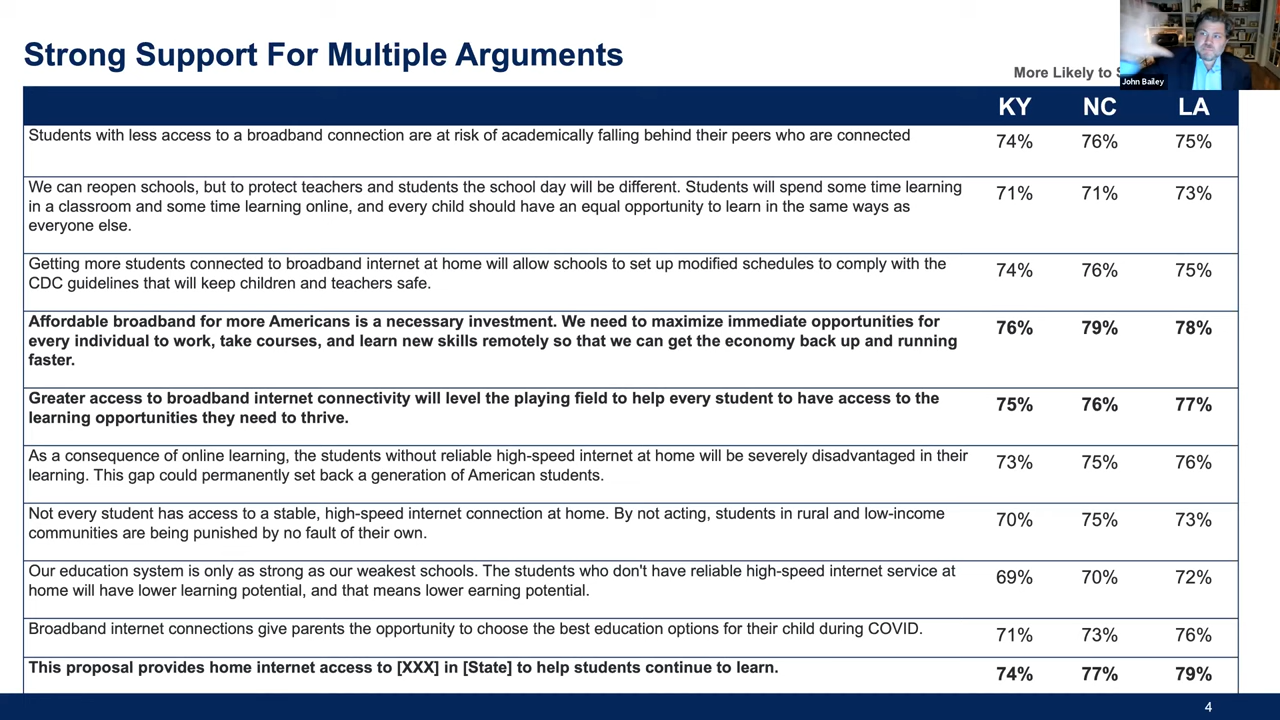 Strong Support For Multiple Arguments
More Likely to
John Bailey
KY NC LA
Students with less access to a broadband connection are at risk of academically falling behind their peers who are connected 74% 76% 75%
We can reopen schools, but to protect teachers and students the school day will be different. Students will spend some time learning
in a classroom and some time learning online, and every child should have an equal opportunity to learn in the same ways as
everyone else.
71% 71% 73%
Getting more students connected to broadband internet at home will allow schools to set up modified schedules to comply with the
CDC guidelines that will keep children and teachers safe.
74% 76% 75%
Affordable broadband for more Americans is a necessary investment. We need to maximize immediate opportunities for
every individual to work, take courses, and learn new skills remotely so that we can get the economy back up and running
faster.
76% 79% 78%
Greater access to broadband internet connectivity will level the playing field to help every student to have access to the
learning opportunities they need to thrive.
75% 76% 77%
As a consequence of online learning, the students without reliable high-speed internet at home will be severely disadvantaged in their
learning. This gap could permanently set back a generation of American students.
73% 75% 76%
Not every student has access to a stable, high-speed internet connection at home. By not acting, students in rural and low-income
communities are being punished by no fault of their own.
70% 75% 73%
Our education system is only as strong as our weakest schools. The students who don't have reliable high-speed internet service at
home will have lower learning potential, and that means lower earning potential.
69% 70% 72%
Broadband internet connections give parents the opportunity to choose the best education options for their child during COVID. 71% 73% 76%
This proposal provides home internet access to [XXX] in [State] to help students continue to learn. 74% 77% 79%
4